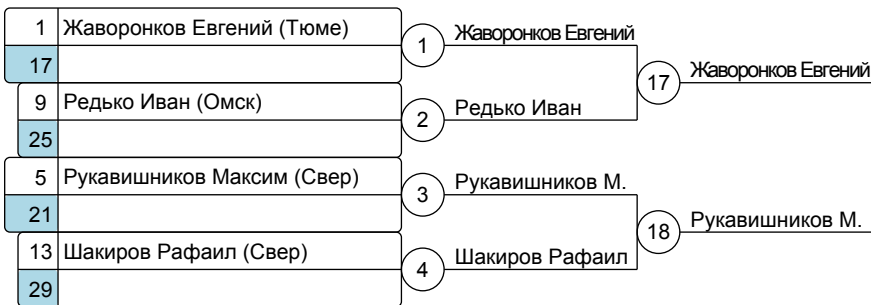 1 Жаворонков Евгений (Тюме)
1 Жаворонков Евгений
17
17 Жаворонков Евгений
9 Редько Иван (Омск)
2 Редько Иван
25
5 Рукавишников Максим (Свер)
3 Рукавишников М.
21
18 Рукавишников М.
13 Шакиров Рафаил (Свер)
4 Шакиров Рафаил
29